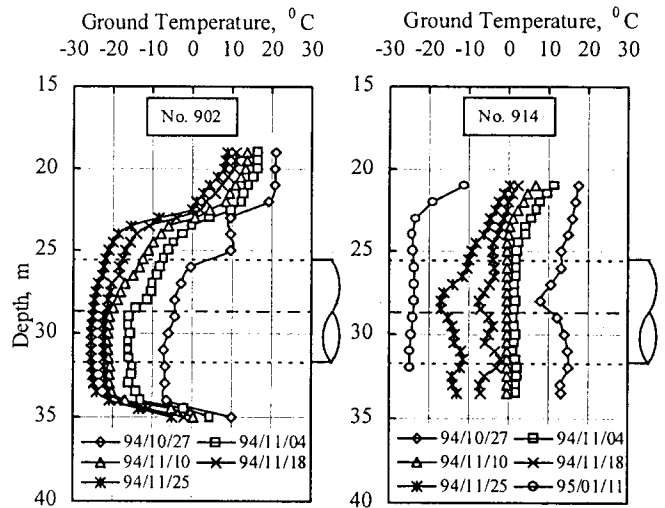 Ground Temperature, ⁰C
-30 -20 -10 0 10 20 30
15
20
25
30
35
40
Depth, m
No. 902
94/10/27 94/11/04
94/11/10 94/11/18
94/11/25
Ground Temperature, ⁰C
-30 -20 -10 0 10 20 30
15
20
25
30
35
40
No. 914
94/10/27 94/11/04
94/11/10 94/11/18
94/11/25 95/01/11